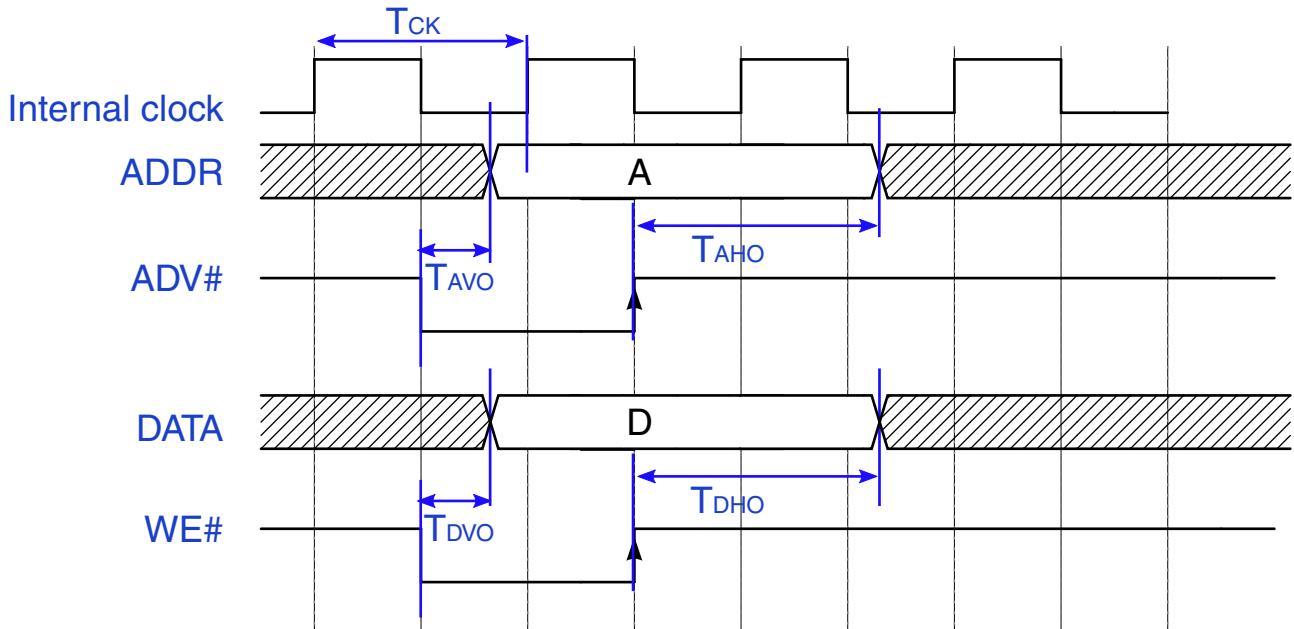 TCK
Internal clock
ADDR
A
TAHO
TAVO
ADV#
DATA
D
TDHO
TDVO
WE#